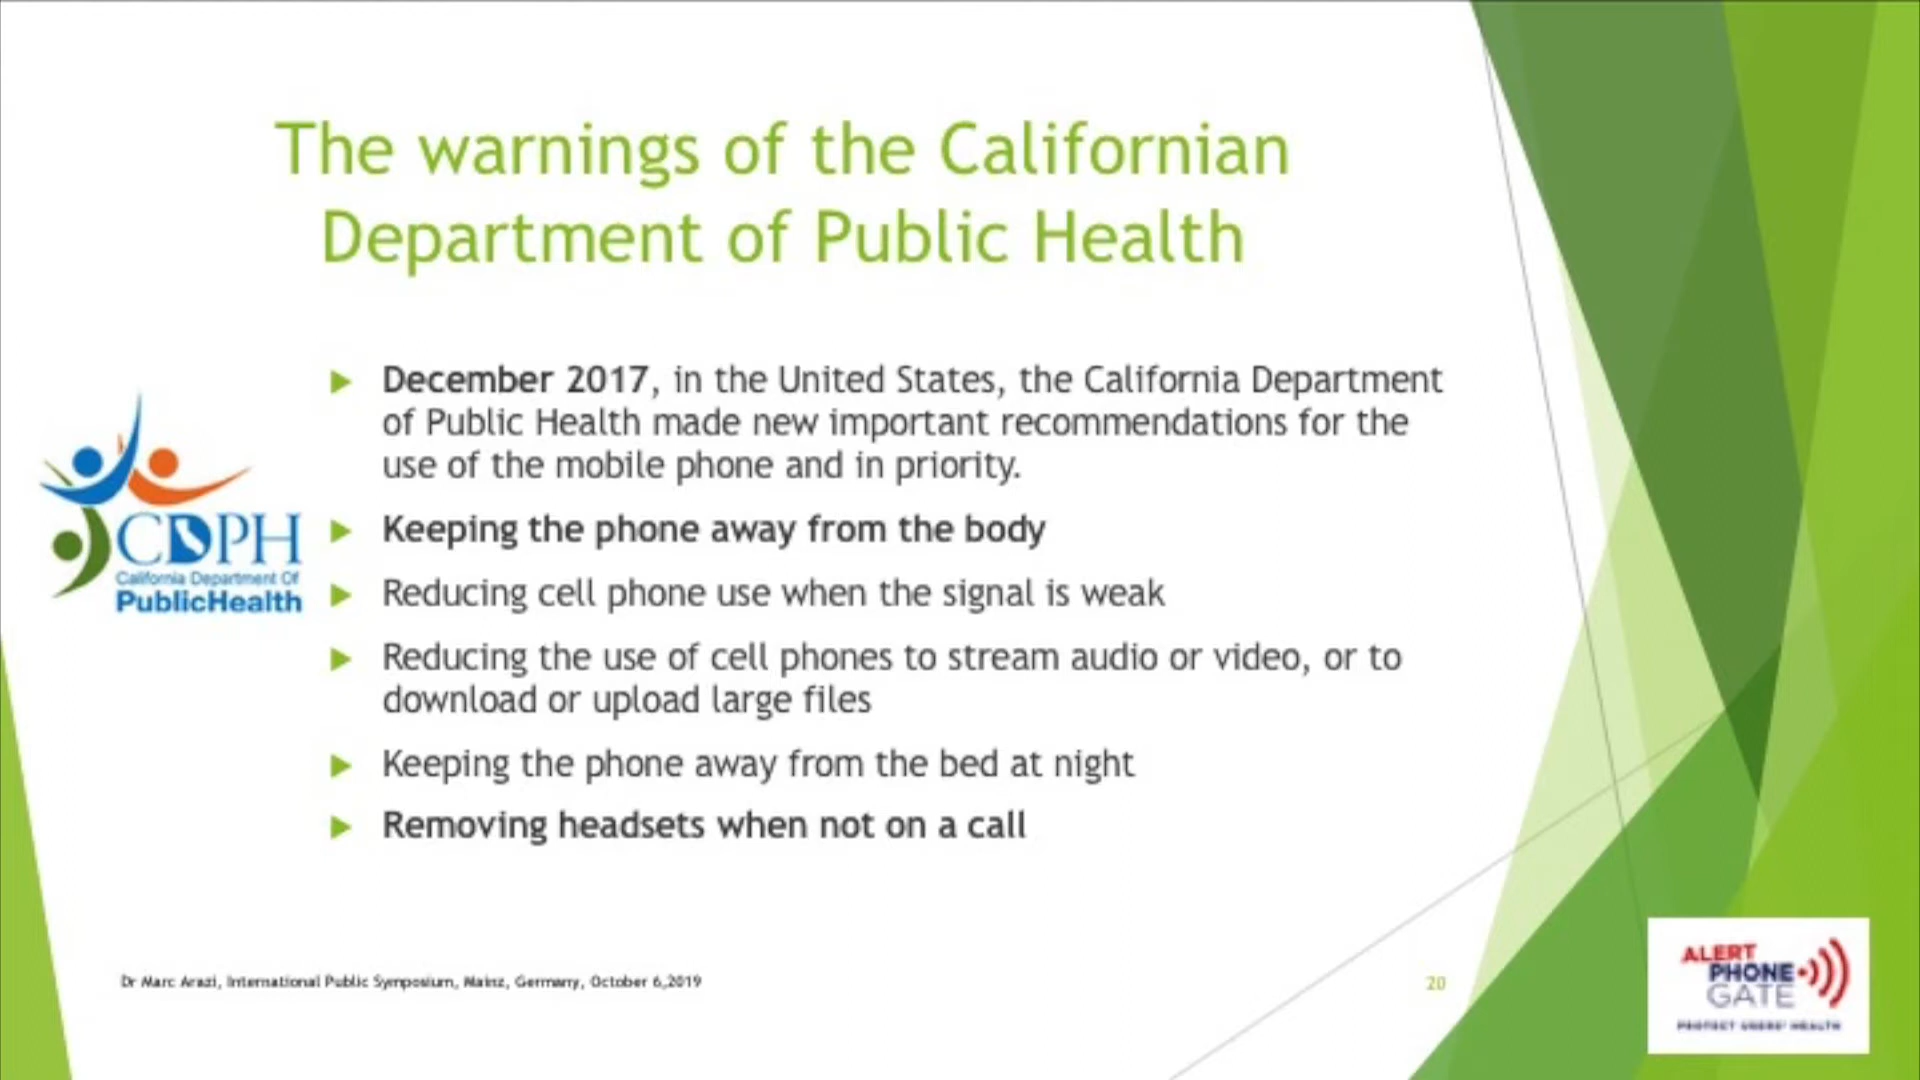 The warnings of the Californian
Department of Public Health
December 2017, in the United States, the California Department
of Public Health made new important recommendations for the
use of the mobile phone and in priority.
Keeping the phone away from the body
Reducing cell phone use when the signal is weak
Reducing the use of cell phones to stream audio or video, or to
download or upload large files
Keeping the phone away from the bed at night
Removing headsets when not on a call
CDPH
California Department Of
PublicHealth
Dr Marc Arazi, International Public Symposium, Mainz, Germany, October 6,2019
20
ALERT
PHONE
GATE
PROTECT USERS' HEALTH